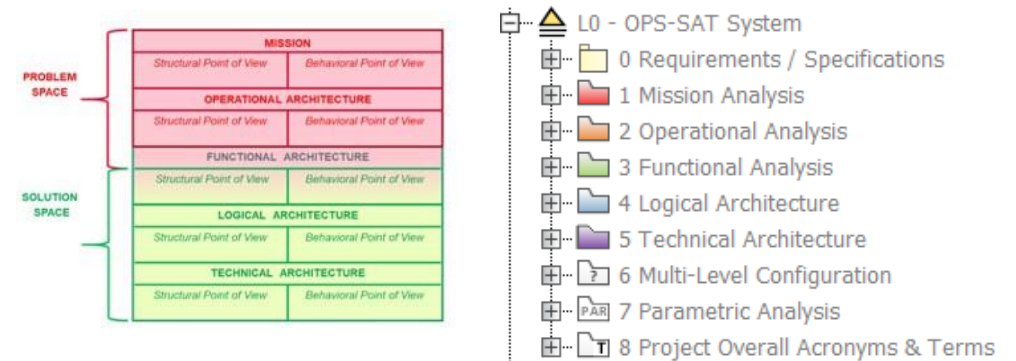 MISSION
Structural Point of View Behavioral Point of View
PROBLEM
SPACE
OPERATIONAL ARCHITECTURE
Structural Point of View Behavioral Point of View
FUNCTIONAL ARCHITECTURE
Structural Point of View Behavioral Point of View
SOLUTION
SPACE
LOGICAL ARCHITECTURE
Structural Point of View Behavioral Point of View
TECHNICAL ARCHITECTURE
Structural Point of View Behavioral Point of View
L0 - OPS-SAT System
0 Requirements / Specifications
1 Mission Analysis
2 Operational Analysis
3 Functional Analysis
4 Logical Architecture
5 Technical Architecture
? 6 Multi-Level Configuration
PAR 7 Parametric Analysis
T 8 Project Overall Acronyms & Terms